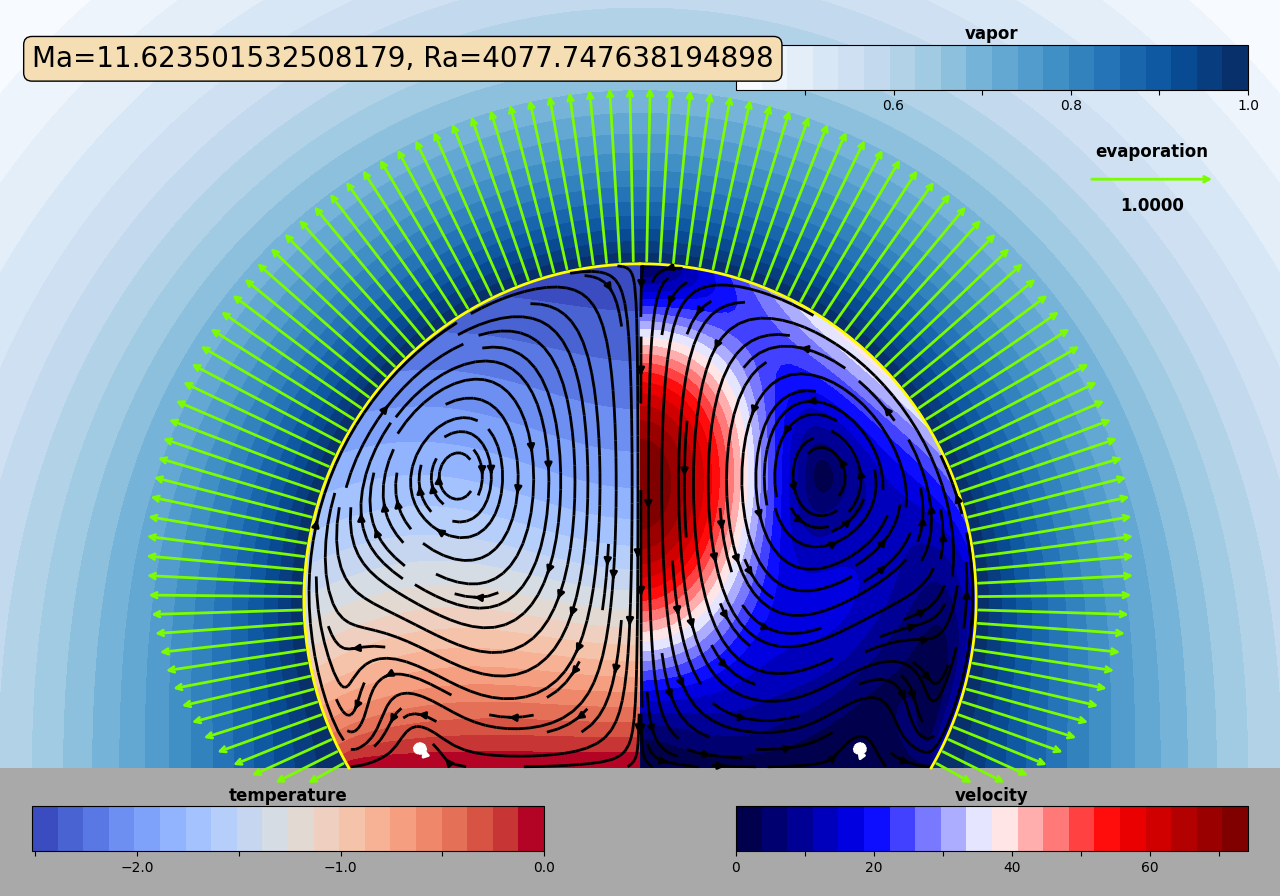 Ma=11.623501532508179, Ra=4077.747638194898
vapor
0.6 0.8 1.0
evaporation
1.0000
temperature
−2.0 −1.0 0.0
velocity
0 20 40 60